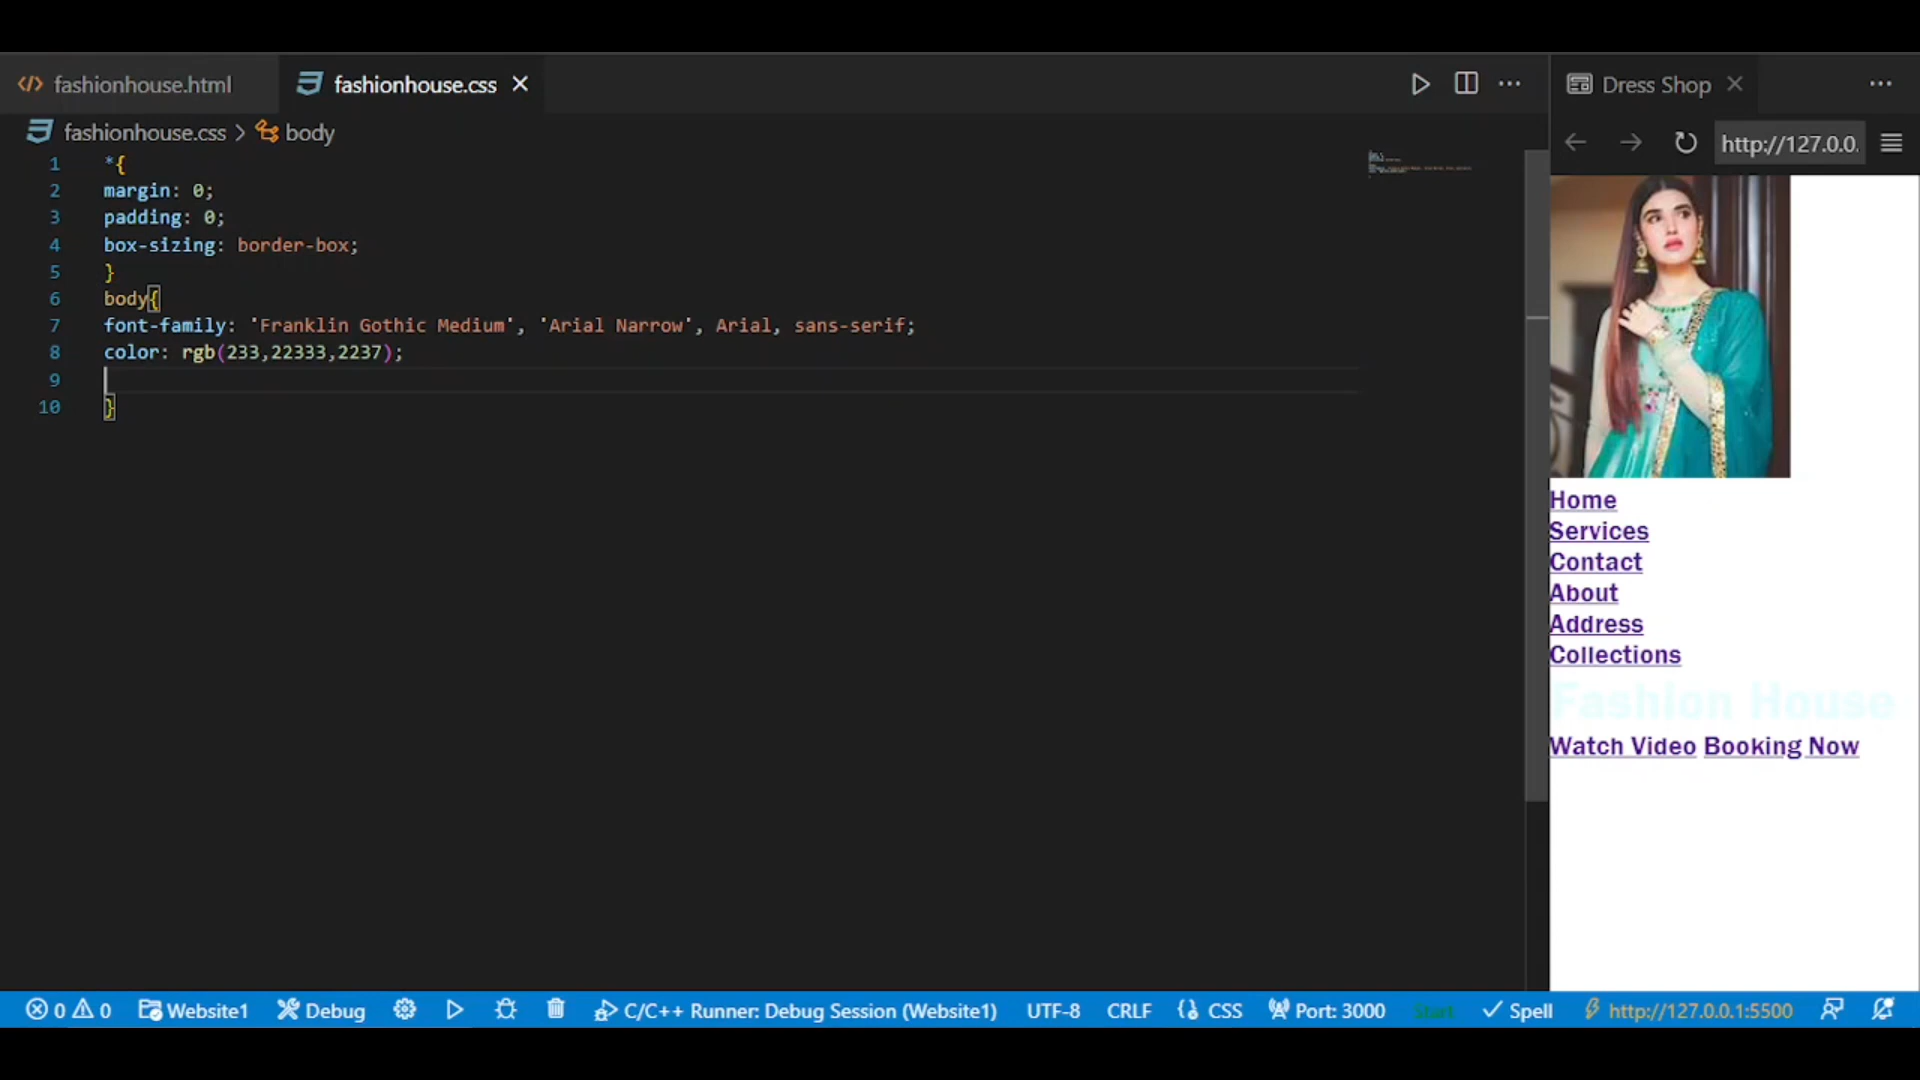 fashionhouse.html
fashionhouse.css
Dress Shop
fashionhouse.css > body
http://127.0.0.
1 *{
2 margin: 0;
3 padding: 0;
4 box-sizing: border-box;
5 }
6 body{
7 font-family: 'Franklin Gothic Medium', 'Arial Narrow', Arial, sans-serif;
8 color: rgb(233,22333,2237);
9
10 }
Home
Services
Contact
About
Address
Collections
Fashion House
Watch Video Booking Now
0 0 Website1 Debug C/C++ Runner: Debug Session (Website1) UTF-8 CRLF CSS Port: 3000 Start Spell http://127.0.0.1:5500